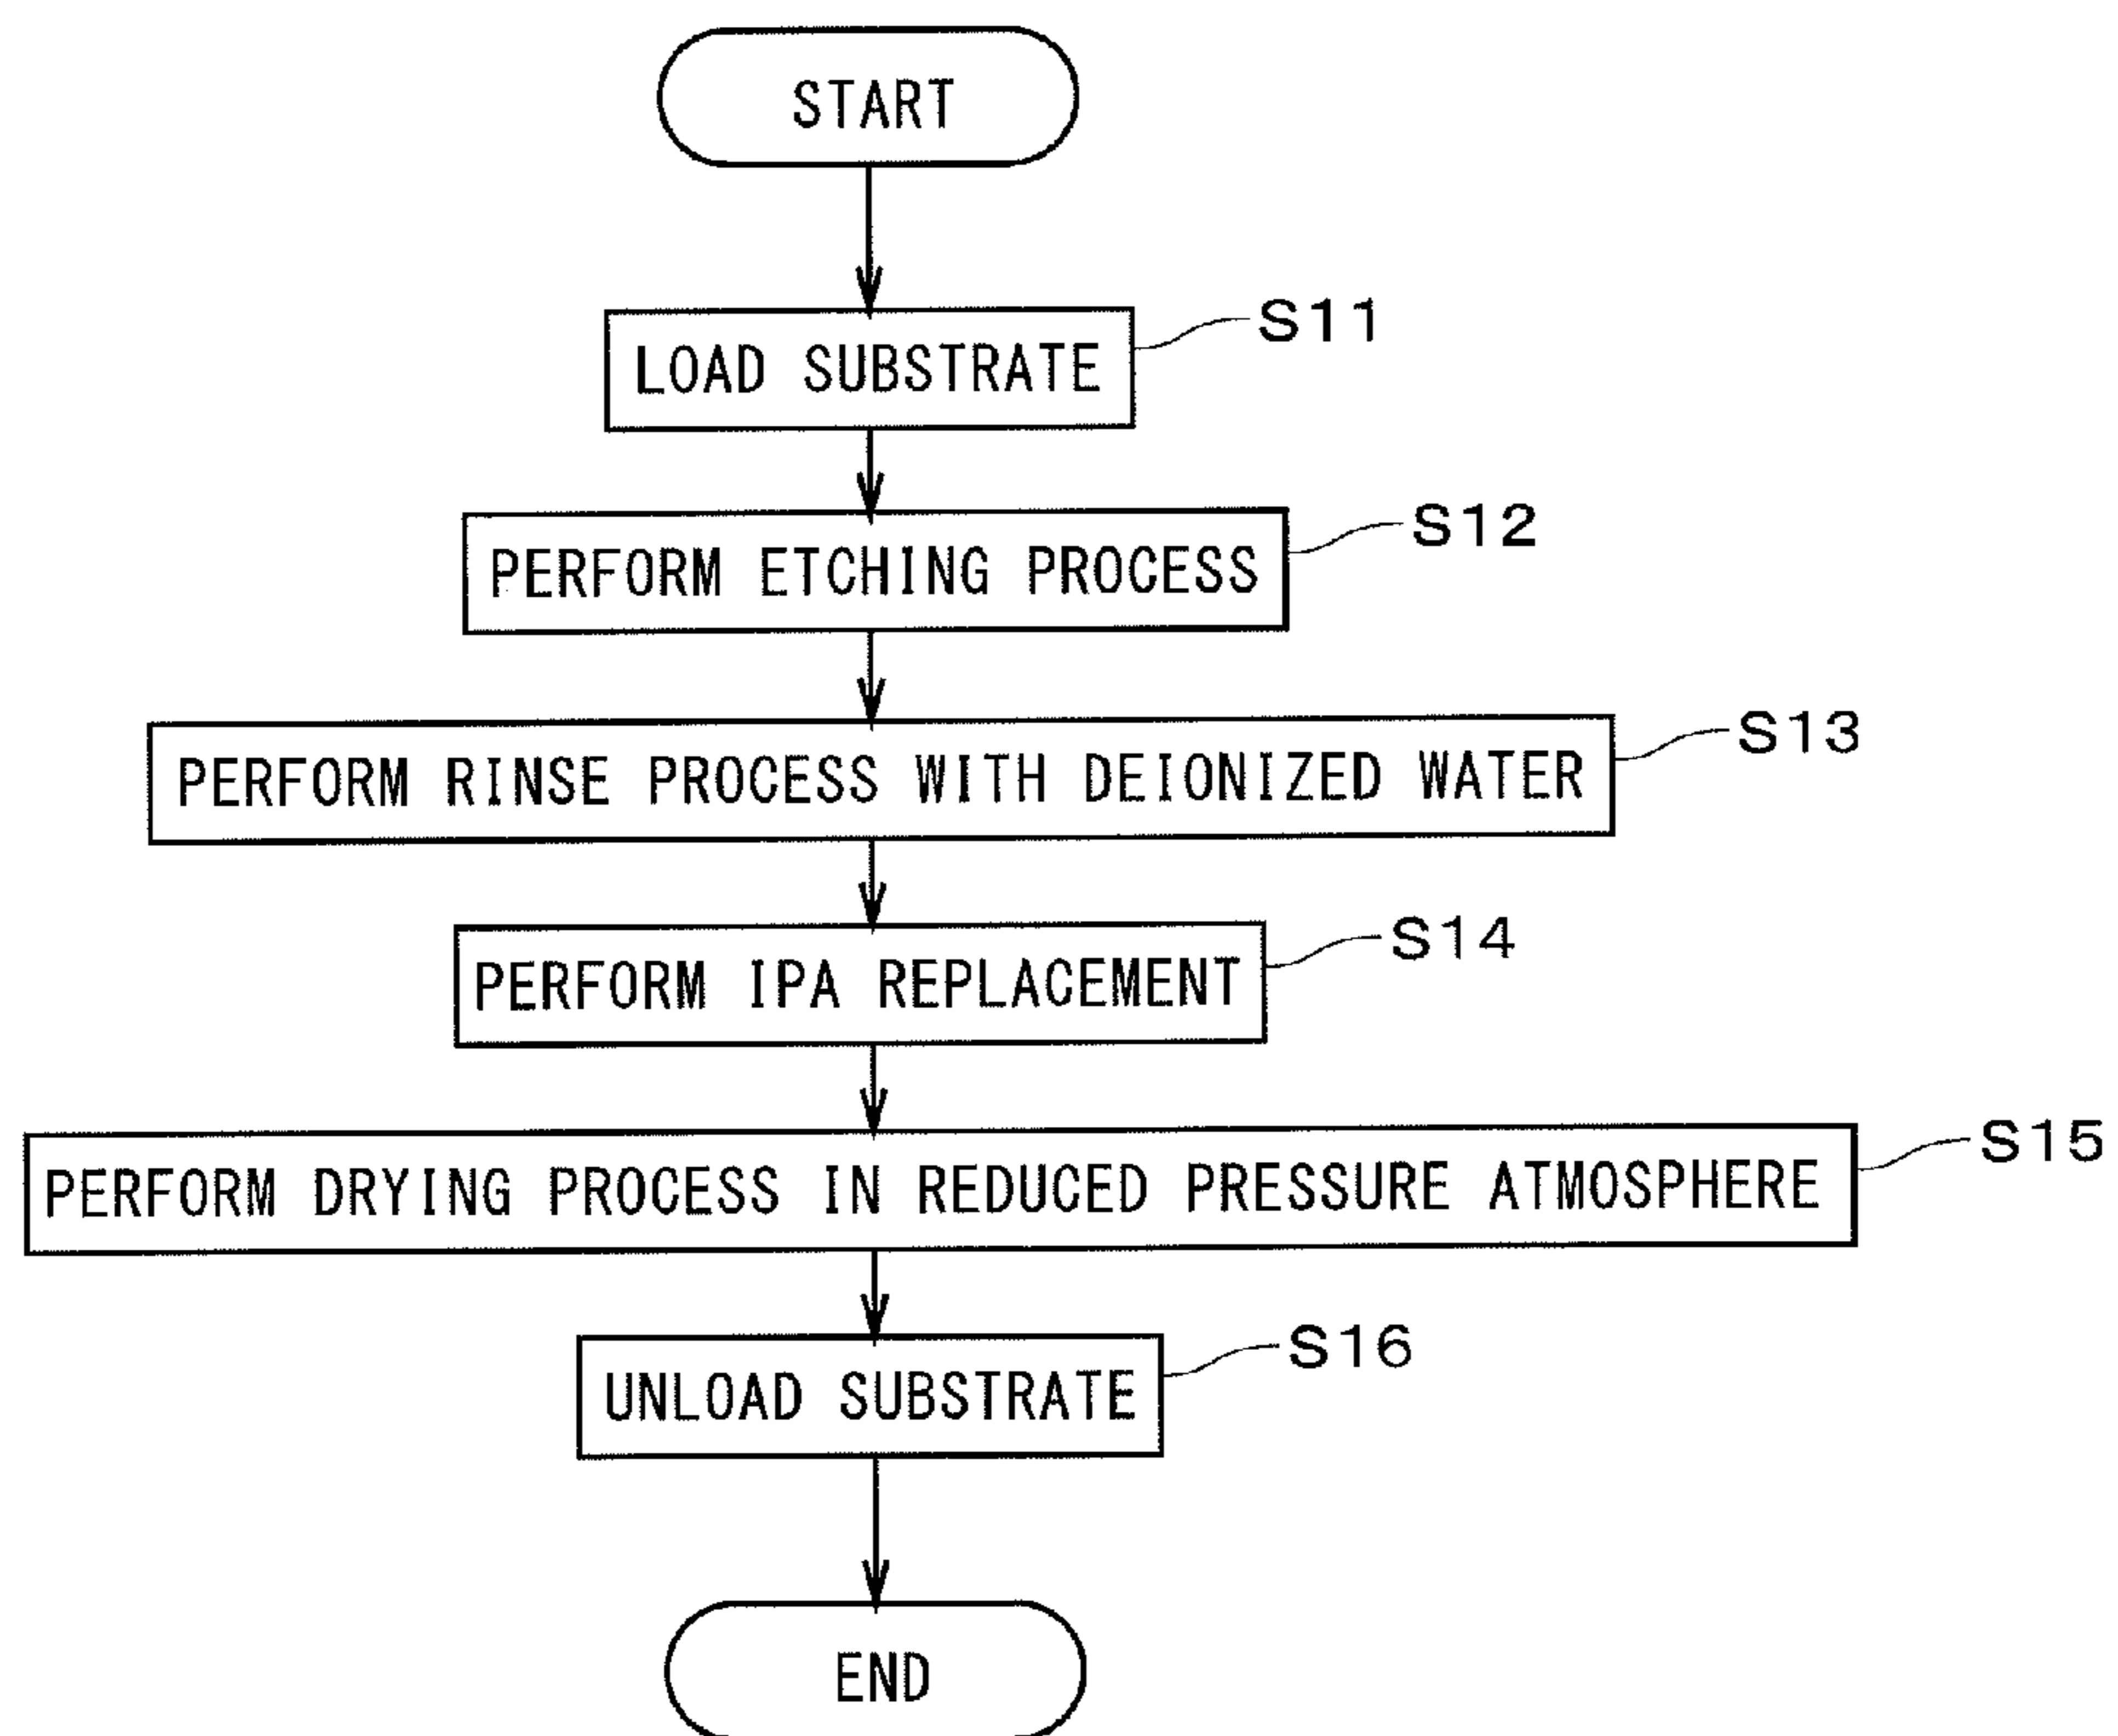 START
LOAD SUBSTRATE
S11
PERFORM ETCHING PROCESS
S12
PERFORM RINSE PROCESS WITH DEIONIZED WATER
S13
PERFORM IPA REPLACEMENT
S14
PERFORM DRYING PROCESS IN REDUCED PRESSURE ATMOSPHERE
S15
UNLOAD SUBSTRATE
S16
END